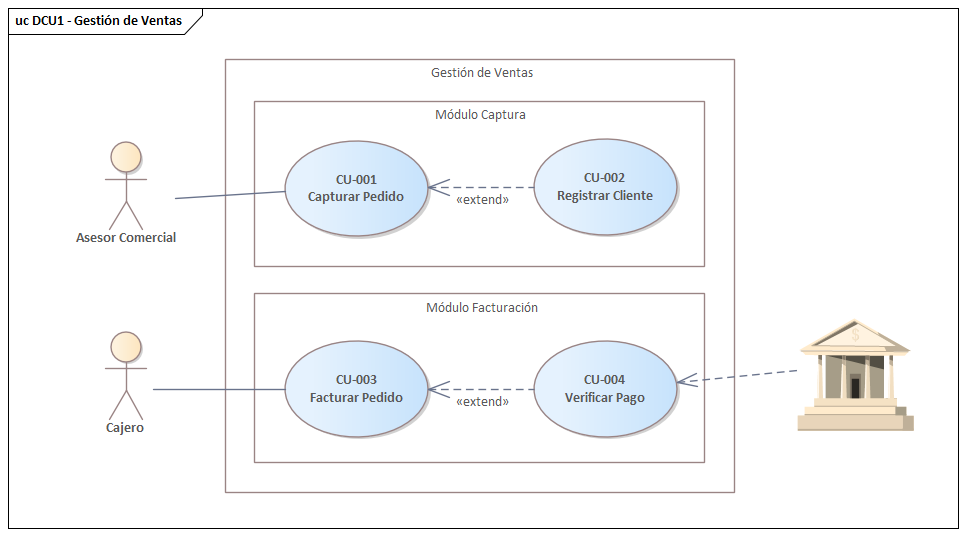 uc DCU1 - Gestión de Ventas
Gestión de Ventas
Módulo Captura
CU-001
Capturar Pedido
«extend»
CU-002
Registrar Cliente
Asesor Comercial
Módulo Facturación
CU-003
Facturar Pedido
«extend»
CU-004
Verificar Pago
Cajero
$